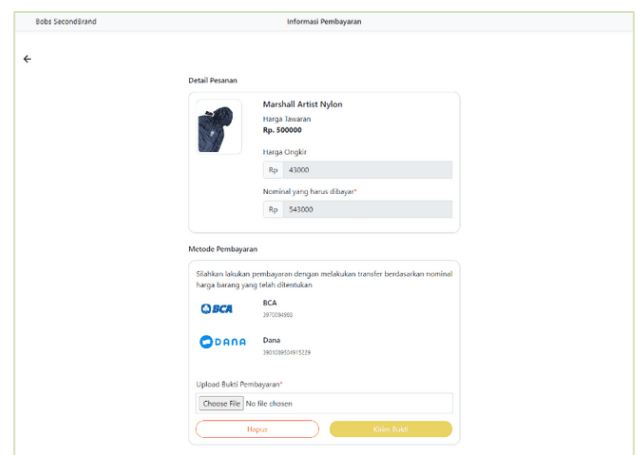 Bobs SecondBrand
Informasi Pembayaran
Detail Pesanan
Marshall Artist Nylon
Harga Tawaran
Rp. 500000
Harga Ongkir
Rp 43000
Nominal yang harus dibayar*
Rp 543000
Metode Pembayaran
Silahkan lakukan pembayaran dengan melakukan transfer berdasarkan nominal
harga barang yang telah ditentukan
BCA
BCA
DANA
Dana
Upload Bukti Pembayaran*
Choose File No file chosen
Hapus
Kirim Bukti